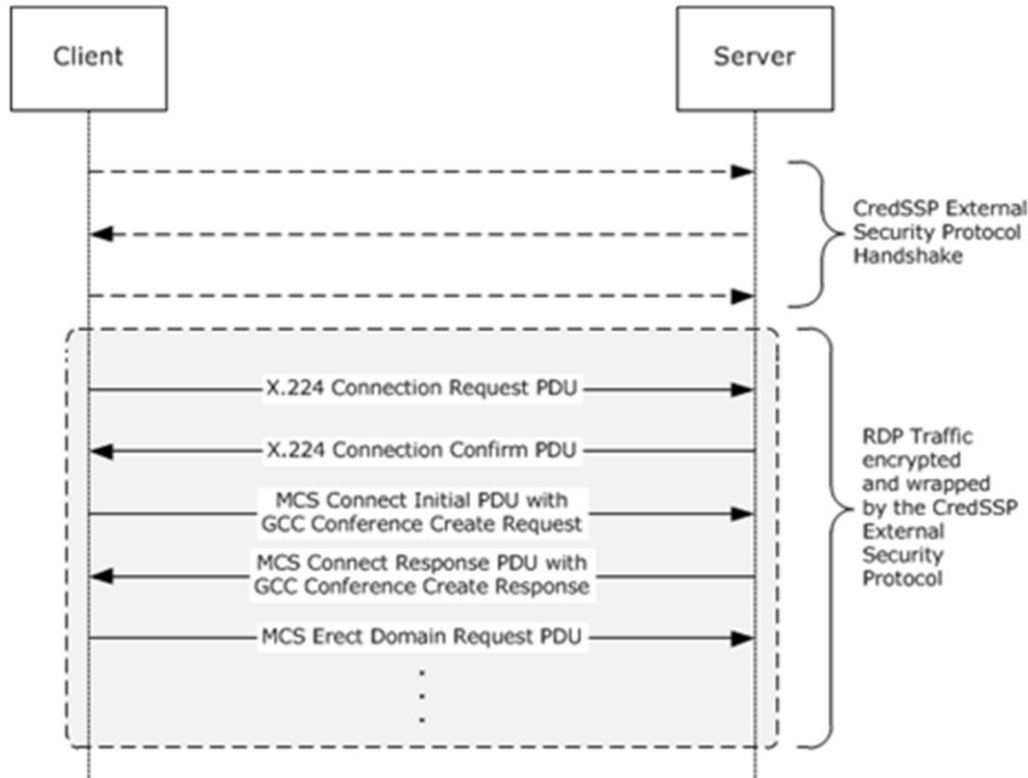 Client
Server
CredSSP External
Security Protocol
Handshake
X.224 Connection Request PDU
X.224 Connection Confirm PDU
MCS Connect Initial PDU with
GCC Conference Create Request
MCS Connect Response PDU with
GCC Conference Create Response
MCS Erect Domain Request PDU
RDP Traffic
encrypted
and wrapped
by the CredSSP
External
Security
Protocol